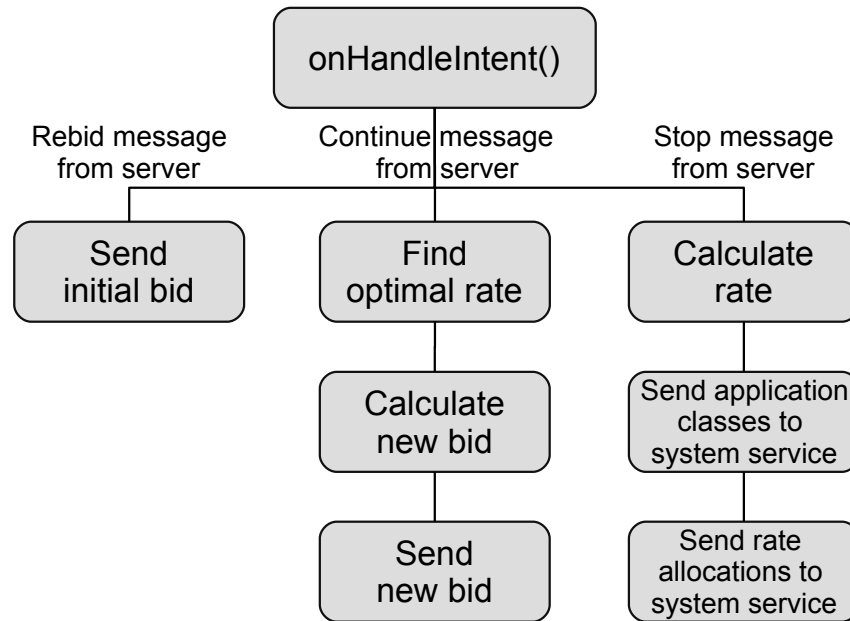 onHandleIntent()
Rebid message
from server
Continue message
from server
Stop message
from server
Send
initial bid
Find
optimal rate
Calculate
rate
Calculate
new bid
Send application
classes to
system service
Send
new bid
Send rate
allocations to
system service